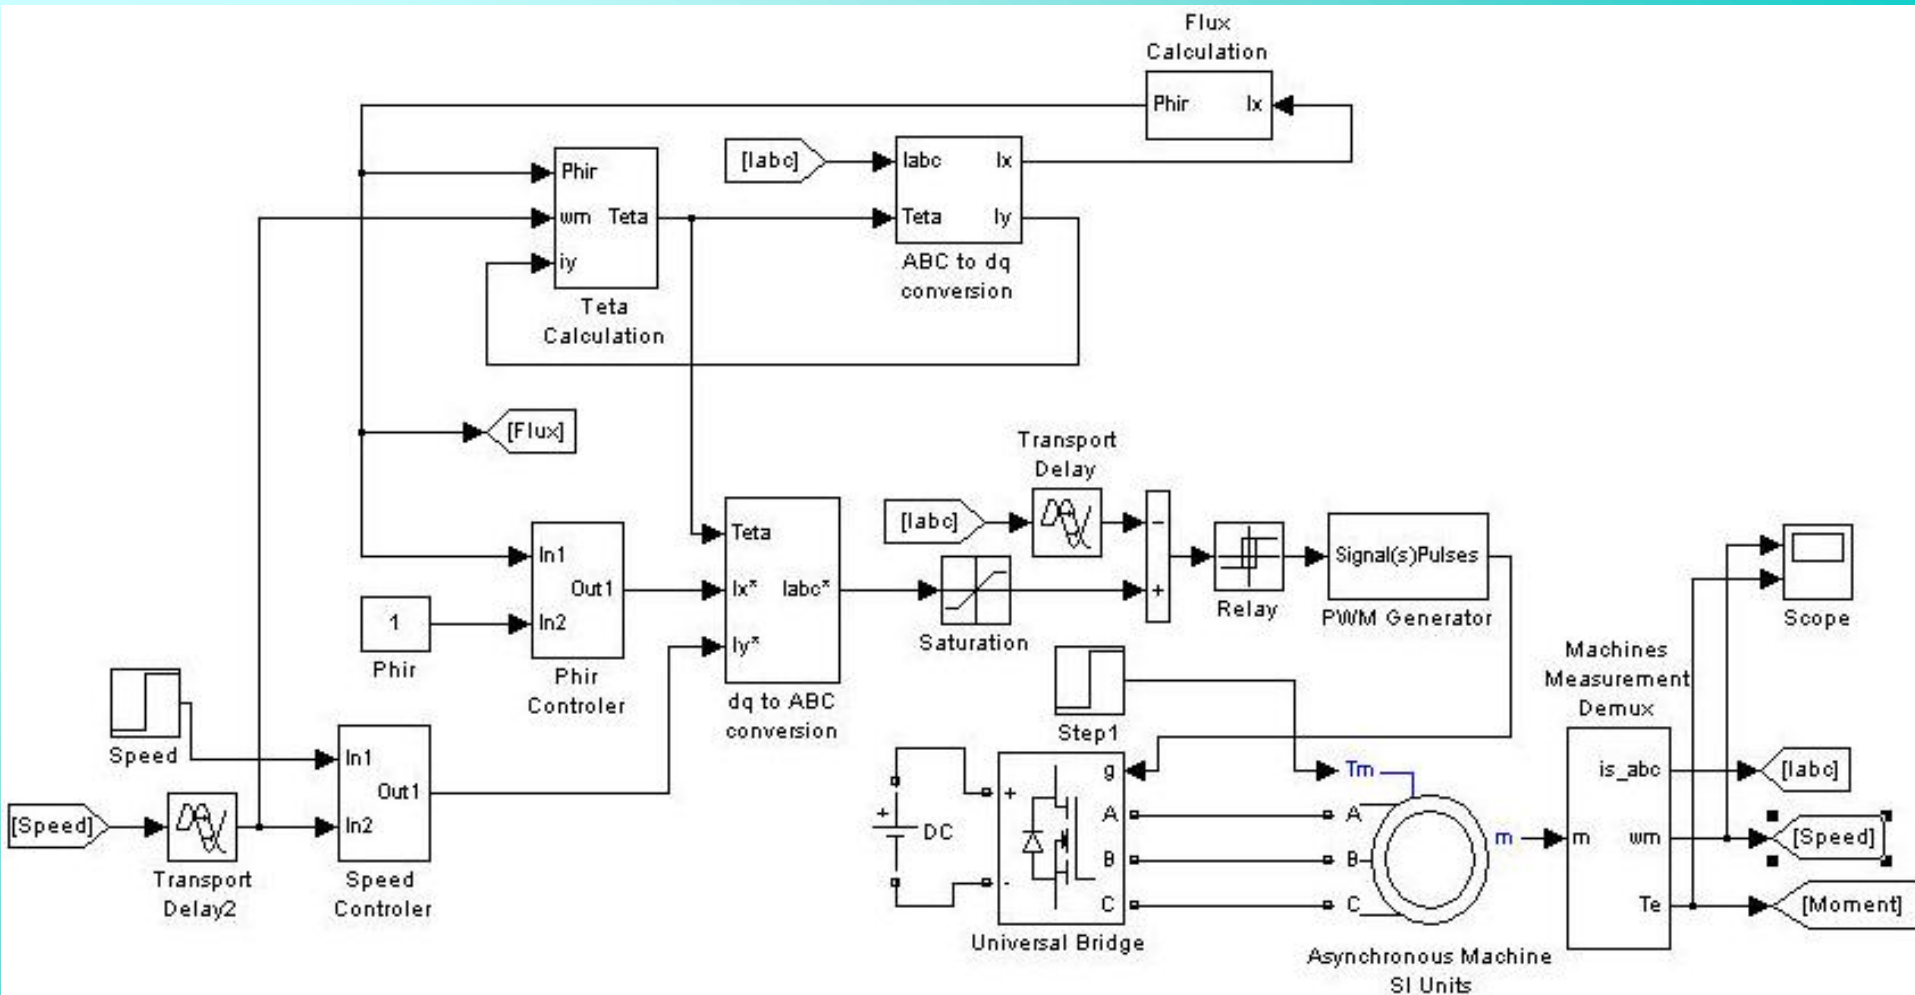 Flux
Calculation
Phir Ix
[Iabc]
Iabc Ix
Teta Iy
ABC to dq
conversion
Phir
wm Teta
iy
Teta
Calculation
[Flux]
Transport
Delay
[Iabc]
-
+
Teta
Ix* Iabc*
Iy*
dq to ABC
conversion
In1
Out1
In2
Phir
Controler
1
Phir
Saturation
Relay
Signal(s)Pulses
PWM Generator
Scope
Step1
Speed
In1
Out1
In2
Speed
Controler
[Speed]
Transport
Delay2
+
DC
+
-
g
A
B
C
Universal Bridge
Tm
A
B
C
m
Asynchronous Machine
SI Units
Machines
Measurement
Demux
is_abc
m wm
Te
[Iabc]
[Speed]
[Moment]